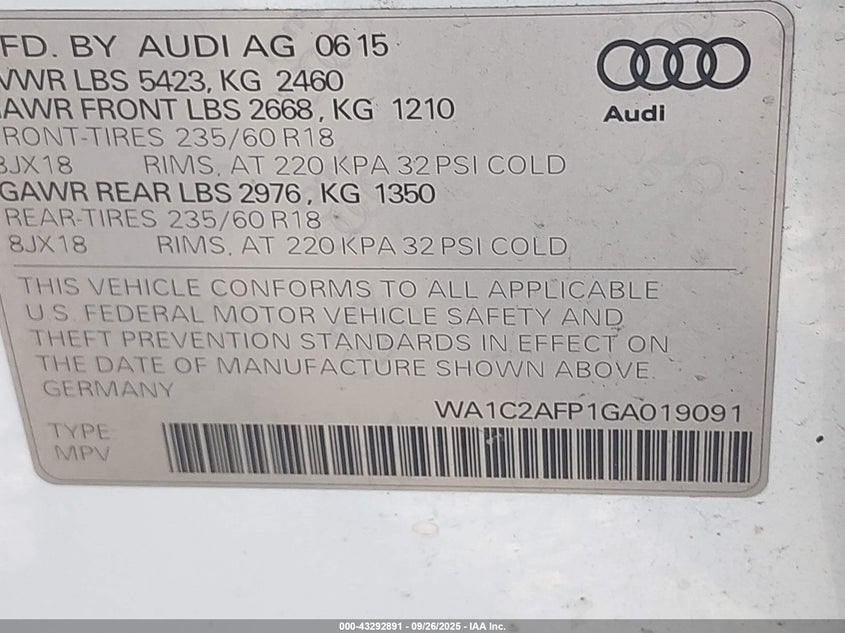 FD. BY AUDI AG 0615
VWR LBS 5423, KG 2460
AWR FRONT LBS 2668, KG 1210
RONT-TIRES 235/60 R18
8JX18 RIMS, AT 220 KPA 32 PSI COLD
GAWR REAR LBS 2976, KG 1350
REAR-TIRES 235/60 R18
8JX18 RIMS, AT 220 KPA 32 PSI COLD
Audi
THIS VEHICLE CONFORMS TO ALL APPLICABLE
U.S. FEDERAL MOTOR VEHICLE SAFETY AND
THEFT PREVENTION STANDARDS IN EFFECT ON
THE DATE OF MANUFACTURE SHOWN ABOVE.
GERMANY
WA1C2AFP1GA019091
TYPE:
MPV
000-43292891 - 09/26/2025 - IAA Inc.